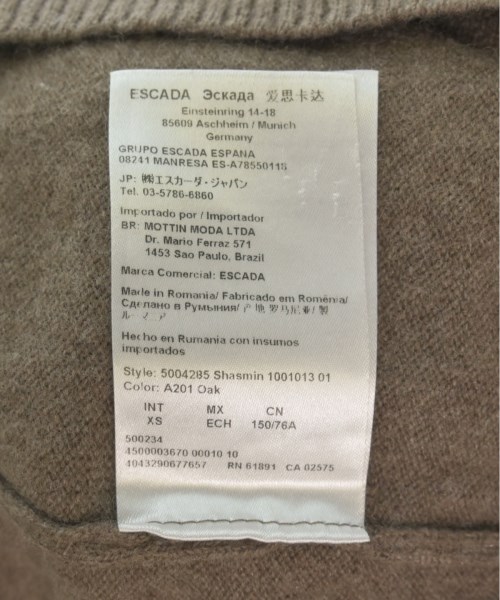 ESCADA Эскада 爱思卡达
Einsteinring 14-18
85609 Aschheim / Munich
Germany
GRUPO ESCADA ESPANA
08241 MANRESA ES-A78550115
JP: ㈱エスカーダ・ジャパン
Tel. 03-5786-6860
Importado por / Importador
BR: MOTTIN MODA LTDA
Dr. Mario Ferraz 571
1453 Sao Paulo, Brazil
Marca Comercial: ESCADA
Made in Romania/ Fabricado em Romênia/
Сделано в Румынии/ 产地罗马尼亚/ 製
ルーマニア
Hecho en Rumania con insumos
importados
Style: 5004285 Shasmin 1001013 01
Color: A201 Oak
INT MX CN
XS ECH 150/76A
500234
4500003670 00010 10
4043290677657 RN 61891 CA 02575